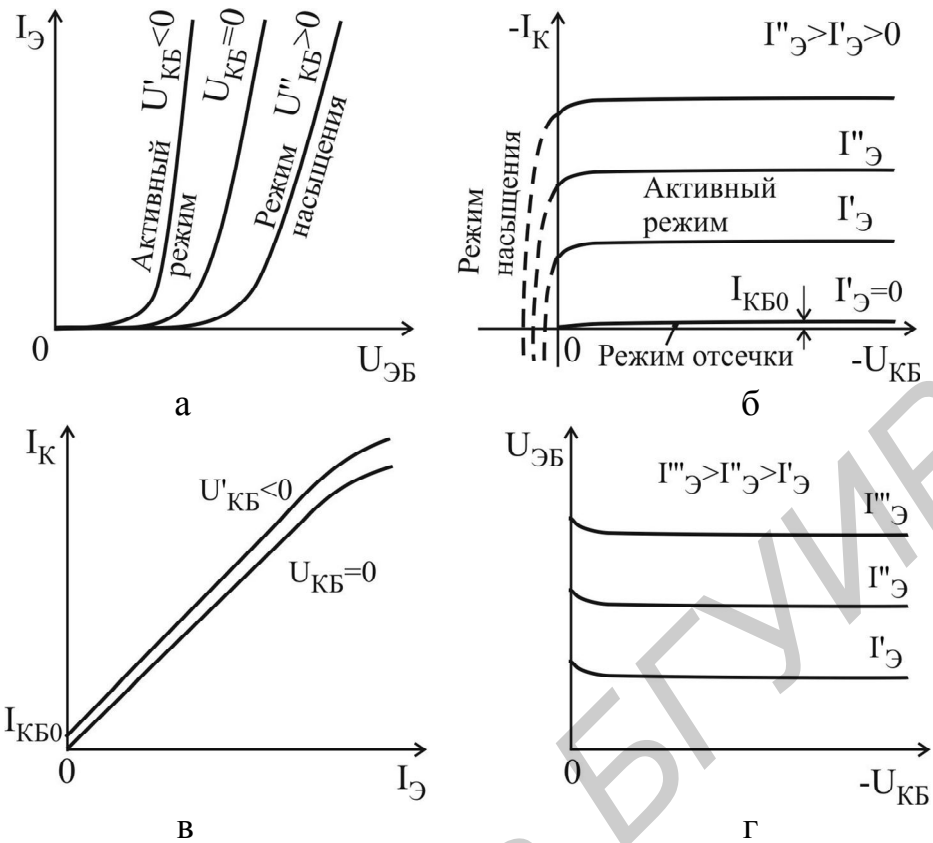 IЭ
U'КБ<0
UКБ=0
U"КБ>0
Активный
режим
Режим
насыщения
0
UЭБ
а
-IК
I"Э>I'Э>0
Режим
насыщения
I"Э
Активный
режим
I'Э
IКБ0
I'Э=0
0
Режим отсечки
-UКБ
б
IК
U'КБ<0
UКБ=0
IКБ0
0
IЭ
в
UЭБ
I'''Э>I"Э>I'Э
I'''Э
I"Э
I'Э
0
-UКБ
г
БГУИР